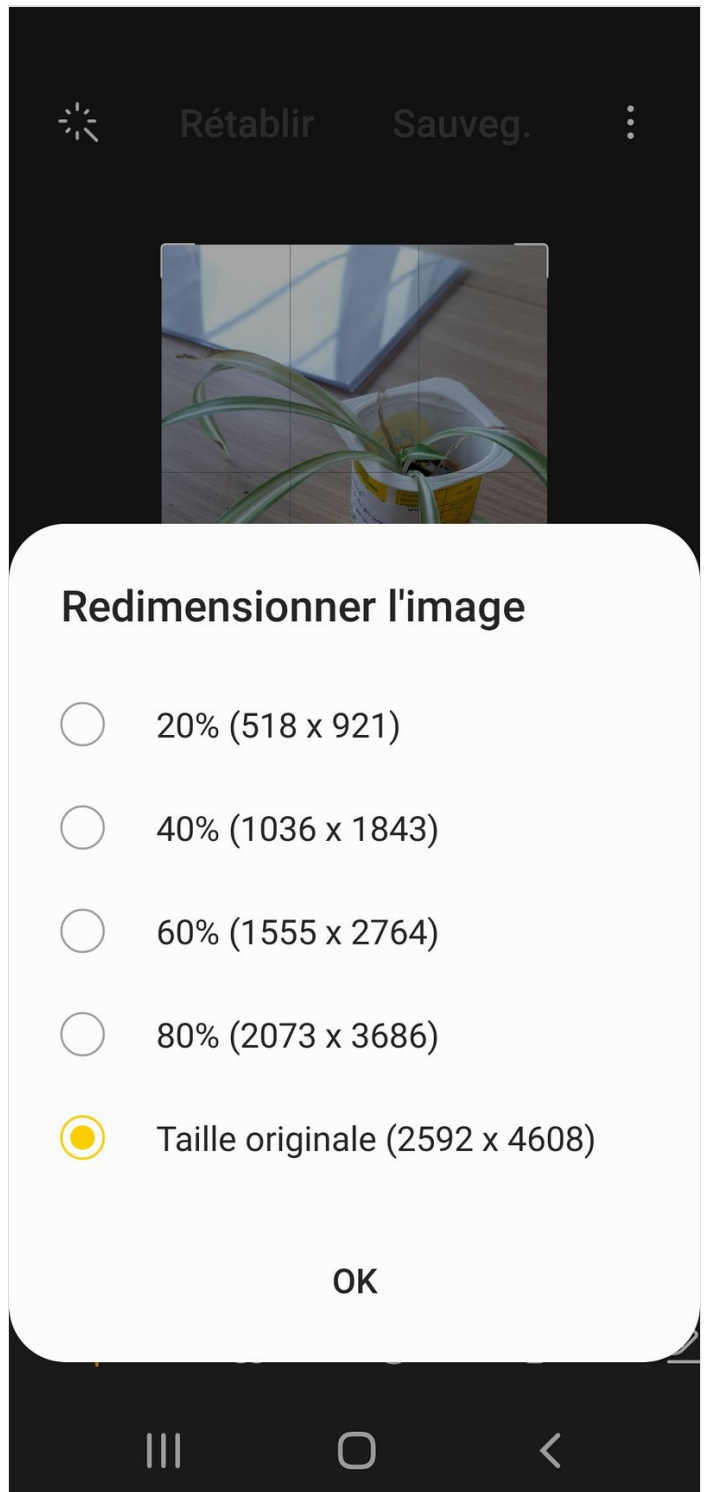 Rétablir
Sauveg.
Redimensionner l'image
20% (518 x 921)
40% (1036 x 1843)
60% (1555 x 2764)
80% (2073 x 3686)
Taille originale (2592 x 4608)
OK